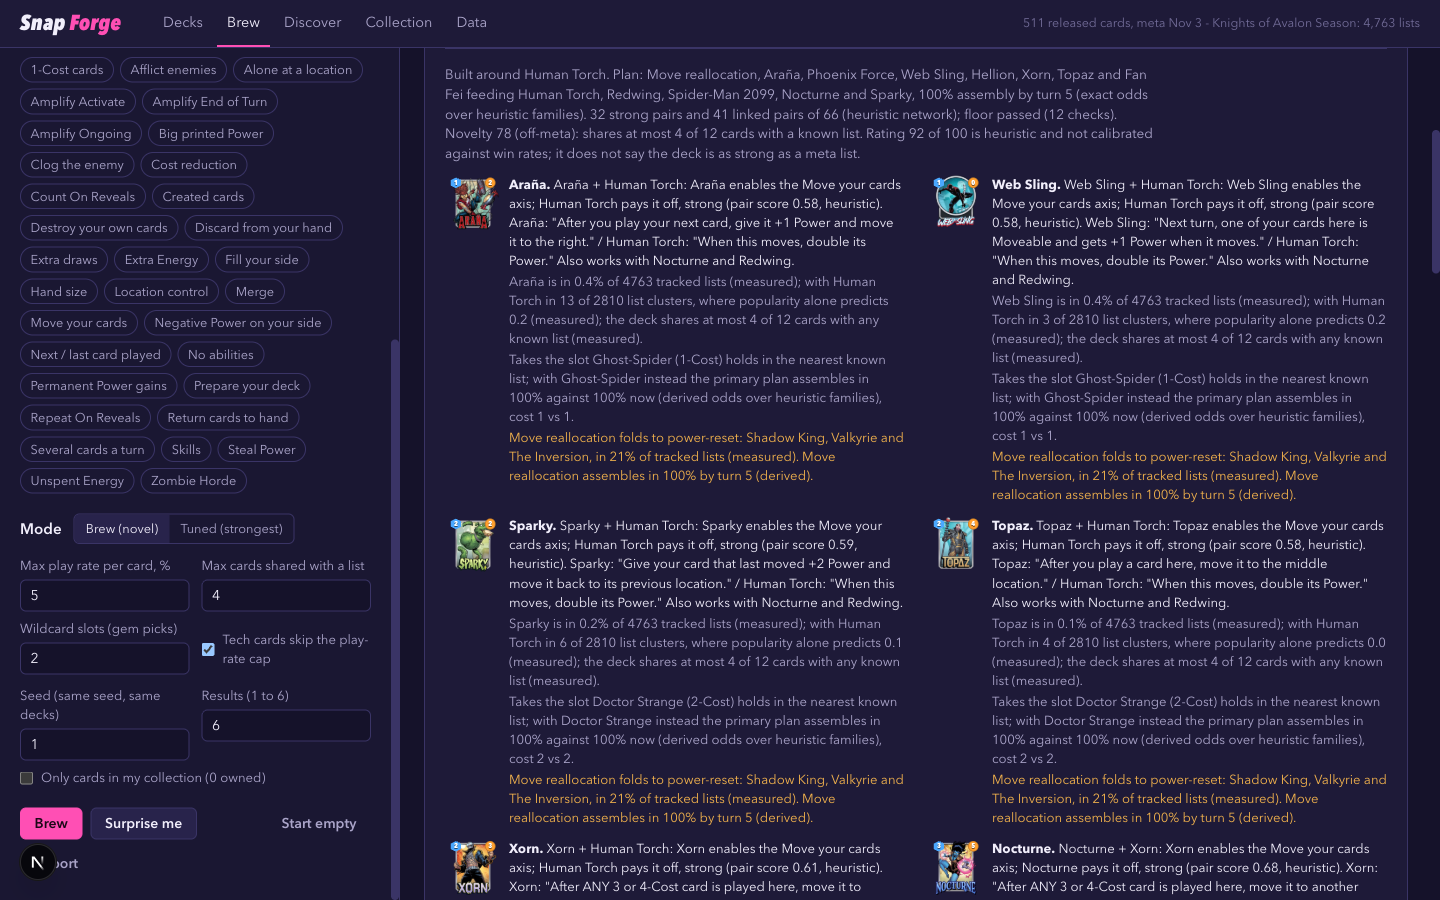 Snap Forge
Decks Brew Discover Collection Data
511 released cards, meta Nov 3 - Knights of Avalon Season: 4,763 lists
1-Cost cards Afflict enemies Alone at a location
Amplify Activate Amplify End of Turn
Amplify Ongoing Big printed Power
Clog the enemy Cost reduction
Count On Reveals Created cards
Destroy your own cards Discard from your hand
Extra draws Extra Energy Fill your side
Hand size Location control Merge
Move your cards Negative Power on your side
Next / last card played No abilities
Permanent Power gains Prepare your deck
Repeat On Reveals Return cards to hand
Several cards a turn Skills Steal Power
Unspent Energy Zombie Horde
Mode Brew (novel) Tuned (strongest)
Max play rate per card, % Max cards shared with a list
5 4
Wildcard slots (gem picks)
2
Tech cards skip the play-
rate cap
Seed (same seed, same
decks)
1
Results (1 to 6)
6
Only cards in my collection (0 owned)
Brew Surprise me Start empty
N port
Built around Human Torch. Plan: Move reallocation, Araña, Phoenix Force, Web Sling, Hellion, Xorn, Topaz and Fan
Fei feeding Human Torch, Redwing, Spider-Man 2099, Nocturne and Sparky, 100% assembly by turn 5 (exact odds
over heuristic families). 32 strong pairs and 41 linked pairs of 66 (heuristic network); floor passed (12 checks).
Novelty 78 (off-meta): shares at most 4 of 12 cards with a known list. Rating 92 of 100 is heuristic and not calibrated
against win rates; it does not say the deck is as strong as a meta list.
1 2
ARAÑA
Araña. Araña + Human Torch: Araña enables the Move your cards
axis; Human Torch pays it off, strong (pair score 0.58, heuristic).
Araña: "After you play your next card, give it +1 Power and move
it to the right." / Human Torch: "When this moves, double its
Power." Also works with Nocturne and Redwing.
Araña is in 0.4% of 4763 tracked lists (measured); with Human
Torch in 13 of 2810 list clusters, where popularity alone predicts
0.2 (measured); the deck shares at most 4 of 12 cards with any
known list (measured).
Takes the slot Ghost-Spider (1-Cost) holds in the nearest known
list; with Ghost-Spider instead the primary plan assembles in
100% against 100% now (derived odds over heuristic families),
cost 1 vs 1.
Move reallocation folds to power-reset: Shadow King, Valkyrie and
The Inversion, in 21% of tracked lists (measured). Move
reallocation assembles in 100% by turn 5 (derived).
1 0
WEB SLING
Web Sling. Web Sling + Human Torch: Web Sling enables the
Move your cards axis; Human Torch pays it off, strong (pair score
0.58, heuristic). Web Sling: "Next turn, one of your cards here is
Moveable and gets +1 Power when it moves." / Human Torch:
"When this moves, double its Power." Also works with Nocturne
and Redwing.
Web Sling is in 0.4% of 4763 tracked lists (measured); with Human
Torch in 3 of 2810 list clusters, where popularity alone predicts 0.2
(measured); the deck shares at most 4 of 12 cards with any known
list (measured).
Takes the slot Ghost-Spider (1-Cost) holds in the nearest known
list; with Ghost-Spider instead the primary plan assembles in
100% against 100% now (derived odds over heuristic families),
cost 1 vs 1.
Move reallocation folds to power-reset: Shadow King, Valkyrie and
The Inversion, in 21% of tracked lists (measured). Move
reallocation assembles in 100% by turn 5 (derived).
2 2
SPARKY
Sparky. Sparky + Human Torch: Sparky enables the Move your
cards axis; Human Torch pays it off, strong (pair score 0.59,
heuristic). Sparky: "Give your card that last moved +2 Power and
move it back to its previous location." / Human Torch: "When this
moves, double its Power." Also works with Nocturne and Redwing.
Sparky is in 0.2% of 4763 tracked lists (measured); with Human
Torch in 6 of 2810 list clusters, where popularity alone predicts 0.1
(measured); the deck shares at most 4 of 12 cards with any known
list (measured).
Takes the slot Doctor Strange (2-Cost) holds in the nearest known
list; with Doctor Strange instead the primary plan assembles in
100% against 100% now (derived odds over heuristic families),
cost 2 vs 2.
Move reallocation folds to power-reset: Shadow King, Valkyrie and
The Inversion, in 21% of tracked lists (measured). Move
reallocation assembles in 100% by turn 5 (derived).
2 4
TOPAZ
Topaz. Topaz + Human Torch: Topaz enables the Move your cards
axis; Human Torch pays it off, strong (pair score 0.58, heuristic).
Topaz: "After you play a card here, move it to the middle
location." / Human Torch: "When this moves, double its Power."
Also works with Nocturne and Redwing.
Topaz is in 0.1% of 4763 tracked lists (measured); with Human
Torch in 4 of 2810 list clusters, where popularity alone predicts 0.0
(measured); the deck shares at most 4 of 12 cards with any known
list (measured).
Takes the slot Doctor Strange (2-Cost) holds in the nearest known
list; with Doctor Strange instead the primary plan assembles in
100% against 100% now (derived odds over heuristic families),
cost 2 vs 2.
Move reallocation folds to power-reset: Shadow King, Valkyrie and
The Inversion, in 21% of tracked lists (measured). Move
reallocation assembles in 100% by turn 5 (derived).
2 3
XORN
Xorn. Xorn + Human Torch: Xorn enables the Move your cards
axis; Human Torch pays it off, strong (pair score 0.61, heuristic).
Xorn: "After ANY 3 or 4-Cost card is played here, move it to
3 5
NOCTURNE
Nocturne. Nocturne + Xorn: Xorn enables the Move your cards
axis; Nocturne pays it off, strong (pair score 0.68, heuristic). Xorn:
"After ANY 3 or 4-Cost card is played here, move it to another